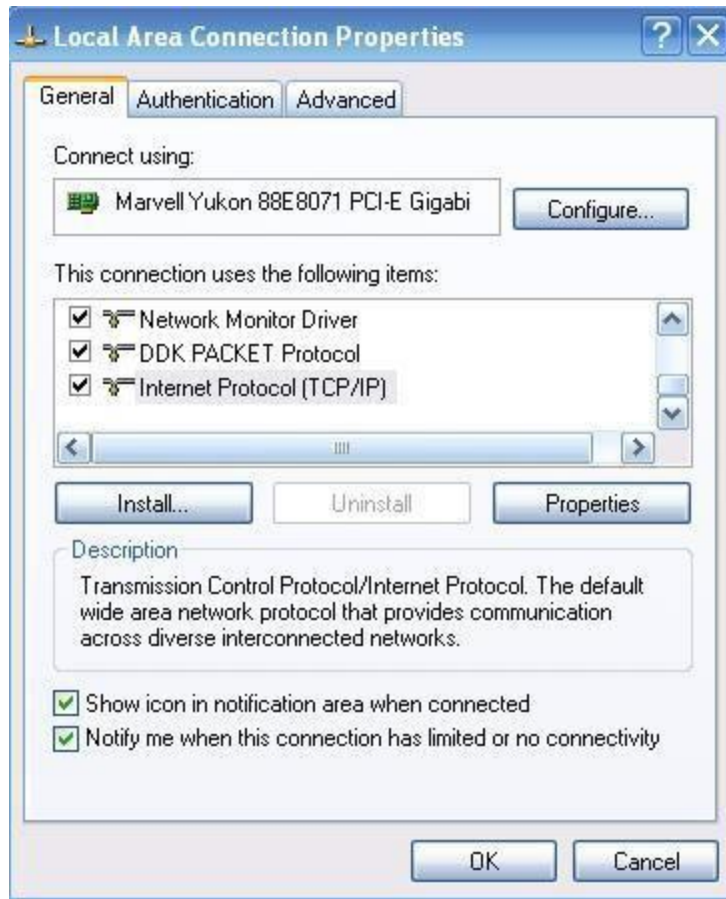 Local Area Connection Properties
General Authentication Advanced
Connect using:
Marvell Yukon 88E8071 PCI-E Gigabi
Configure...
This connection uses the following items:
Network Monitor Driver
DDK PACKET Protocol
Internet Protocol (TCP/IP)
Install... Uninstall Properties
Description
Transmission Control Protocol/Internet Protocol. The default
wide area network protocol that provides communication
across diverse interconnected networks.
Show icon in notification area when connected
Notify me when this connection has limited or no connectivity
OK Cancel